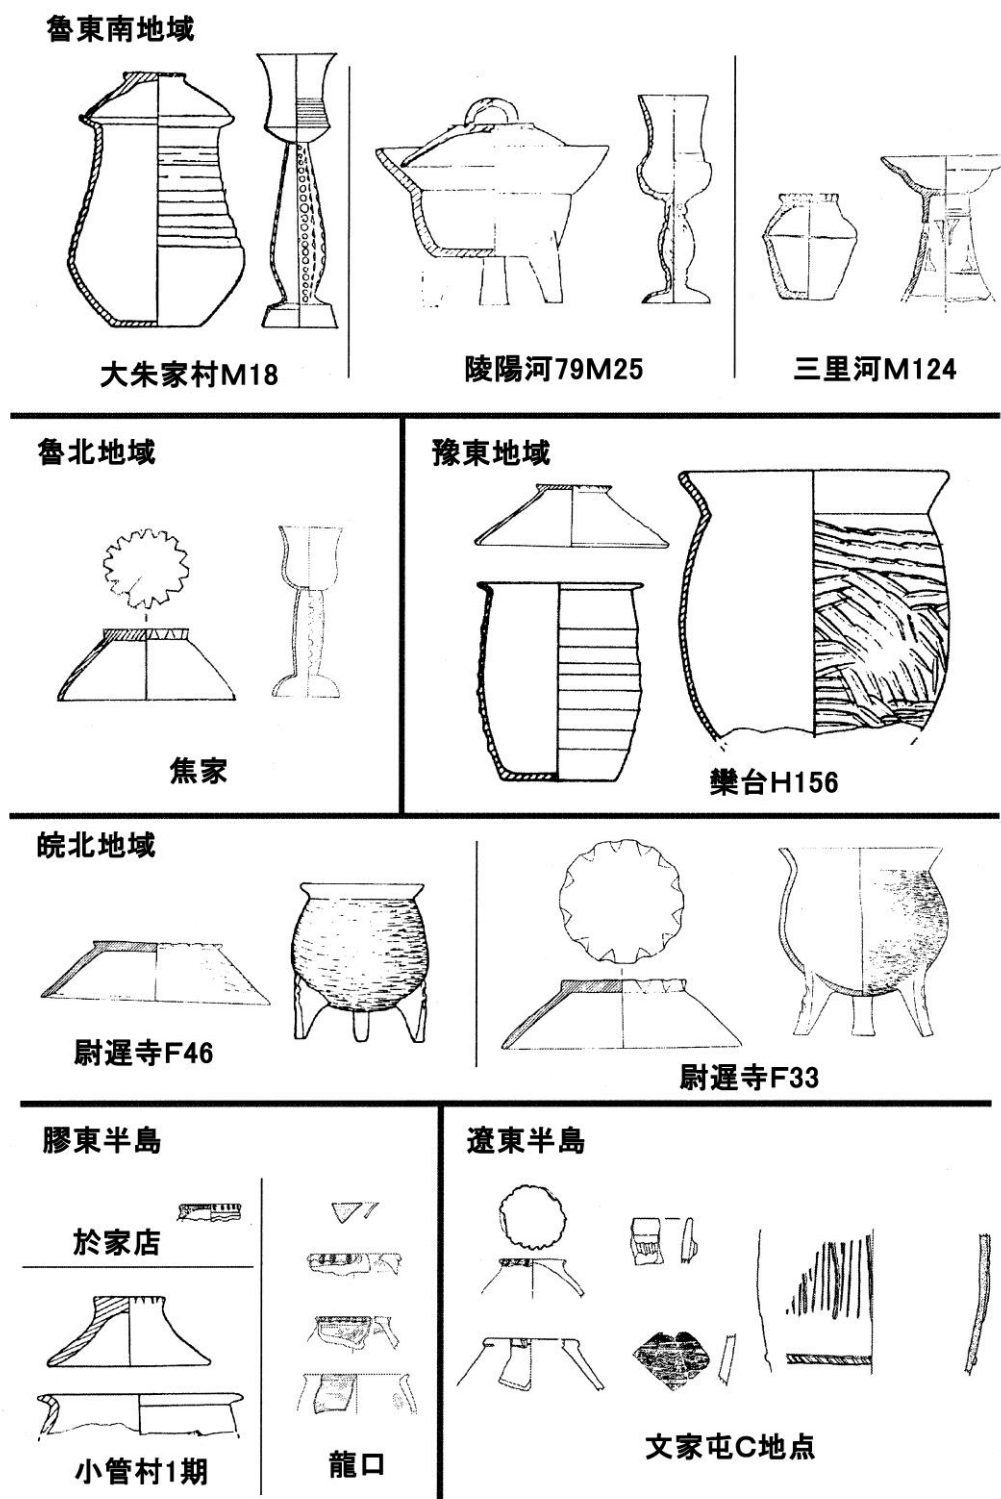 魯東南地域
大朱家村M18
陵陽河79M25
三里河M124
魯北地域
焦家
豫東地域
欒台H156
皖北地域
尉遅寺F46
尉遅寺F33
膠東半島
於家店
小管村1期
龍口
遼東半島
文家屯C地点